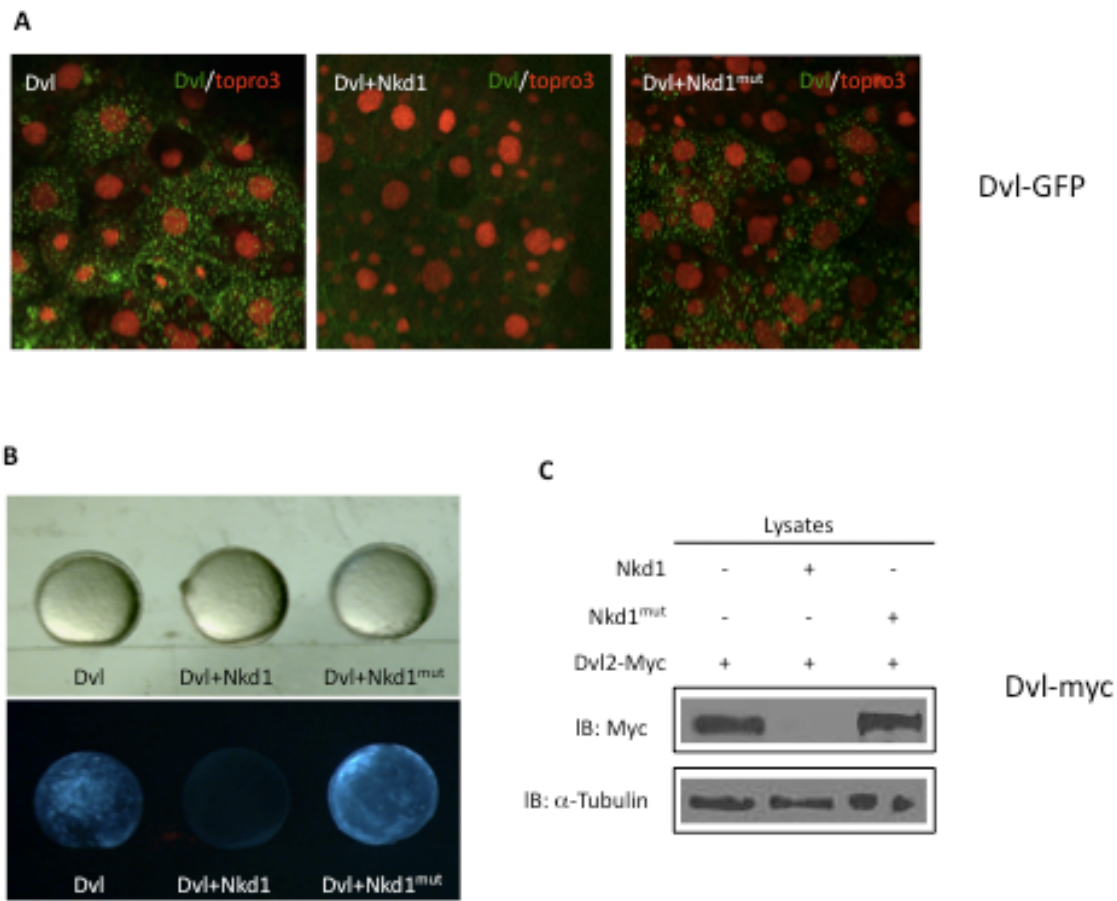 A
Dvl Dvl/topro3
Dvl+Nkd1 Dvl/topro3
Dvl+Nkd1mut Dvl/topro3
Dvl-GFP
B
Dvl Dvl+Nkd1 Dvl+Nkd1mut
Dvl Dvl+Nkd1 Dvl+Nkd1mut
C
Lysates
Nkd1 - + -
Nkd1mut - - +
Dvl2-Myc + + +
IB: Myc
IB: α-Tubulin
Dvl-myc